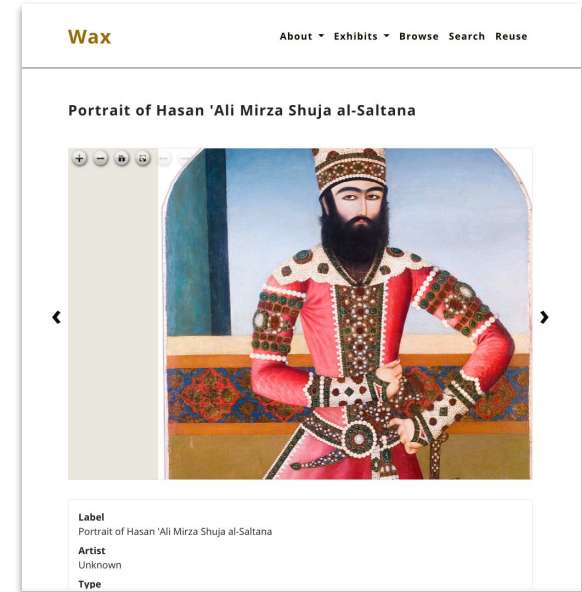 Wax
About Exhibits Browse Search Reuse
Portrait of Hasan 'Ali Mirza Shuja al-Saltana
Label
Portrait of Hasan 'Ali Mirza Shuja al-Saltana
Artist
Unknown
Type